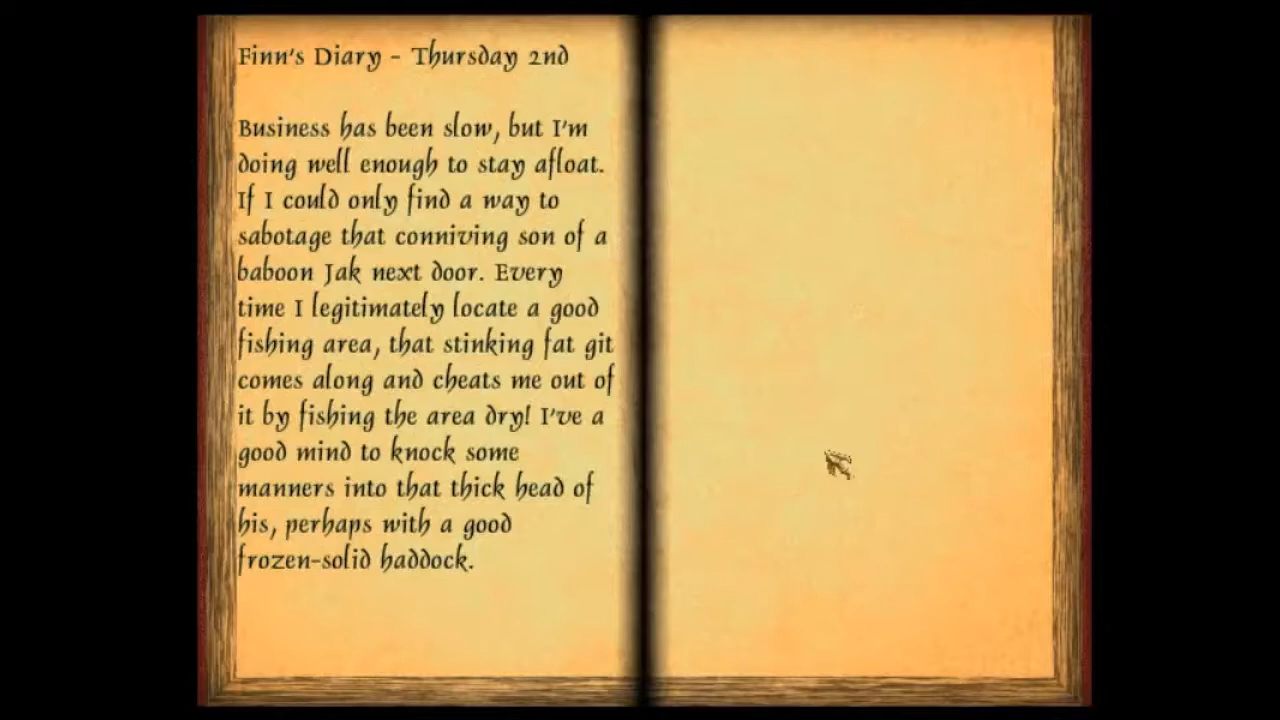 Finn's Diary - Thursday 2nd
Business has been slow, but I'm
doing well enough to stay afloat.
If I could only find a way to
sabotage that conniving son of a
baboon Jak next door. Every
time I legitimately locate a good
fishing area, that stinking fat git
comes along and cheats me out of
it by fishing the area dry! I've a
good mind to knock some
manners into that thick head of
his, perhaps with a good
frozen-solid haddock.